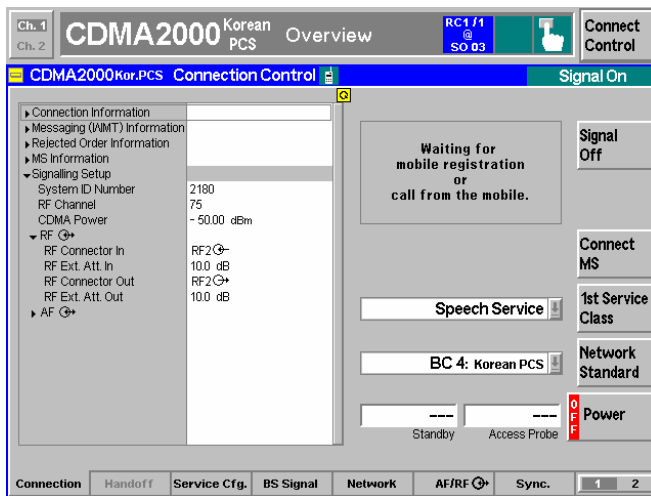 Ch. 1
Ch. 2
CDMA2000 Korean PCS Overview
RC1 / 1
@
SO 03
Connect
Control
CDMA2000Kor.PCS Connection Control
Signal On
Connection Information
Messaging (WMT) Information
Rejected Order Information
MS Information
Signalling Setup
System ID Number 2180
RF Channel 75
CDMA Power - 50.00 dBm
RF
RF Connector In RF2
RF Ext. Att. In 10.0 dB
RF Connector Out RF2
RF Ext. Att. Out 10.0 dB
AF
Waiting for
mobile registration
or
call from the mobile.
Speech Service
BC 4: Korean PCS
--- ---
Standby Access Probe
Signal
Off
Connect
MS
1st Service
Class
Network
Standard
OFF Power
Connection Handoff Service Cfg. BS Signal Network AF/RF Sync. 1 2